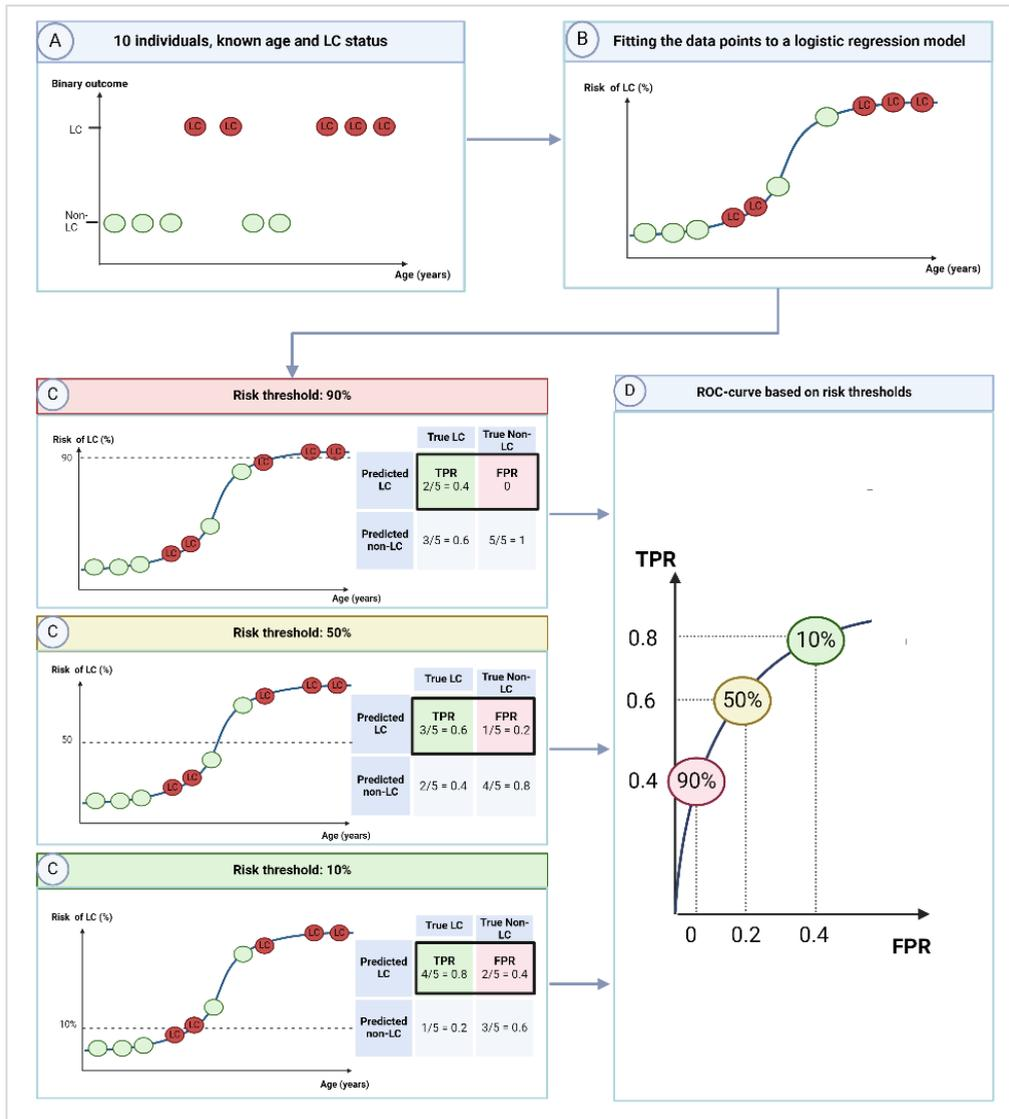 A
10 individuals, known age and LC status
Binary outcome
LC
LC LC LC LC LC
Non-
LC
Age (years)
B
Fitting the data points to a logistic regression model
Risk of LC (%)
LC LC LC LC LC
Age (years)
C
Risk threshold: 90%
Risk of LC (%)
90
LC LC LC LC LC
Age (years)
True LC
True Non-
LC
Predicted
LC
TPR
2/5 = 0.4
FPR
0
Predicted
non-LC
3/5 = 0.6
5/5 = 1
C
Risk threshold: 50%
Risk of LC (%)
50
LC LC LC LC LC
Age (years)
True LC
True Non-
LC
Predicted
LC
TPR
3/5 = 0.6
FPR
1/5 = 0.2
Predicted
non-LC
2/5 = 0.4
4/5 = 0.8
C
Risk threshold: 10%
Risk of LC (%)
10%
LC LC LC LC LC
Age (years)
True LC
True Non-
LC
Predicted
LC
TPR
4/5 = 0.8
FPR
2/5 = 0.4
Predicted
non-LC
1/5 = 0.2
3/5 = 0.6
D
ROC-curve based on risk thresholds
TPR
0.8
10%
0.6
50%
0.4
90%
0 0.2 0.4
FPR